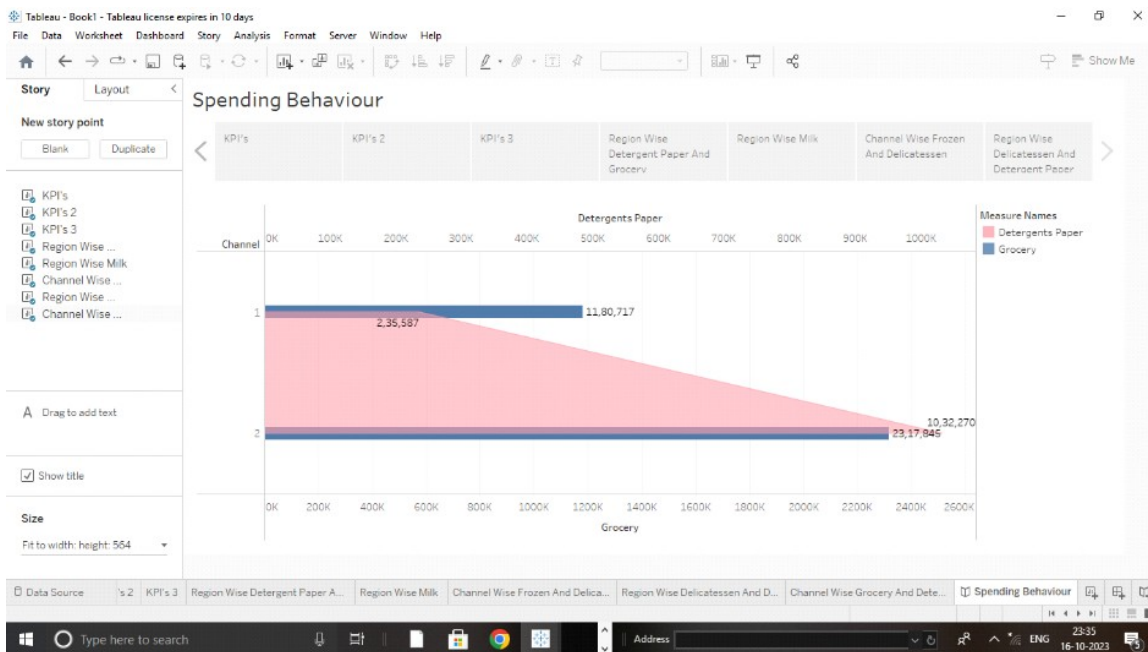 Tableau - Book1 - Tableau license expires in 10 days
File Data Worksheet Dashboard Story Analysis Format Server Window Help
Show Me
Story Layout
Spending Behaviour
New story point
Blank Duplicate
KPI's
KPI's 2
KPI's 3
Region Wise
Detergent Paper And
Grocery
Region Wise Milk
Channel Wise Frozen
And Delicatessen
Region Wise
Delicatessen And
Detergent Paper
KPI's
KPI's 2
KPI's 3
Region Wise ...
Region Wise Milk
Channel Wise ...
Region Wise ...
Channel Wise ...
A Drag to add text
Show title
Size
Fit to width: height: 564
Detergents Paper
Channel 0K 100K 200K 300K 400K 500K 600K 700K 800K 900K 1000K
1
11,80,717
2,35,587
10,32,270
2
23,17,845
0K 200K 400K 600K 800K 1000K 1200K 1400K 1600K 1800K 2000K 2200K 2400K 2600K
Grocery
Measure Names
Detergents Paper
Grocery
Data Source 's 2 KPI's 3 Region Wise Detergent Paper A... Region Wise Milk Channel Wise Frozen And Delica... Region Wise Delicatessen And D... Channel Wise Grocery And Dete... Spending Behaviour
Type here to search
Address
ENG
23:35
16-10-2023